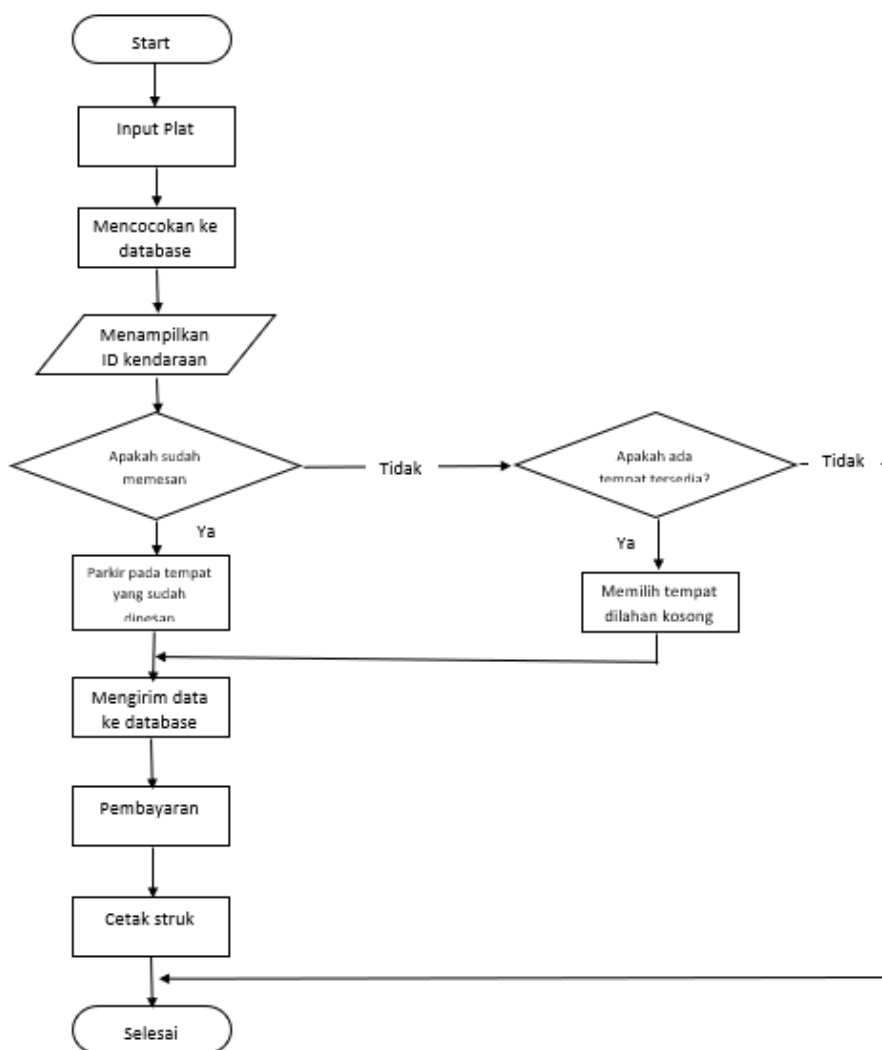 Start
Input Plat
Mencocokan ke
database
Menampilkan
ID kendaraan
Apakah sudah
memesan
Tidak
Apakah ada
tempat tersedia?
Tidak
Ya
Ya
Parkir pada tempat
yang sudah
dipesan
Memilih tempat
dilahan kosong
Mengirim data
ke database
Pembayaran
Cetak struk
Selesai